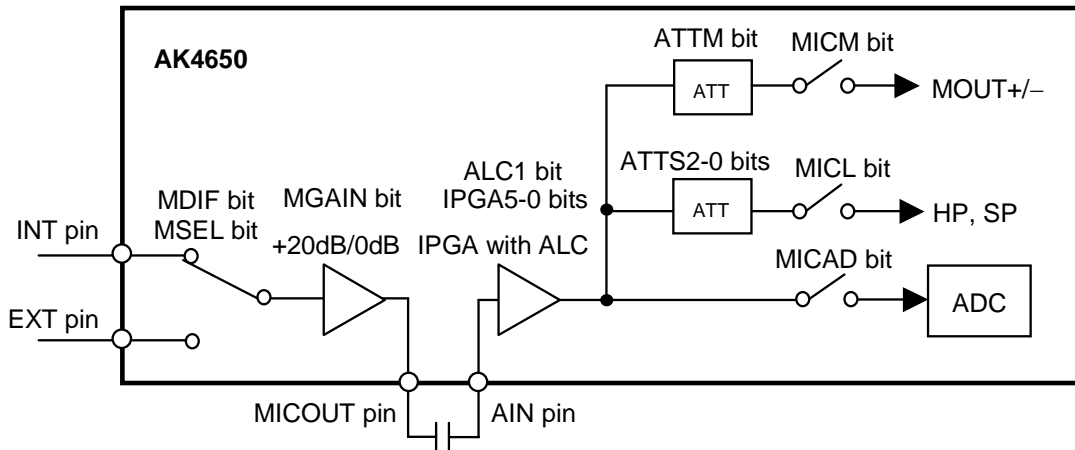 AK4650
ATTM bit
MICM bit
ATT
MOUT+/−
ATTS2-0 bits
MICL bit
ATT
HP, SP
ALC1 bit
IPGA5-0 bits
IPGA with ALC
MICAD bit
ADC
MDIF bit
MSEL bit
MGAIN bit
+20dB/0dB
INT pin
EXT pin
MICOUT pin
AIN pin